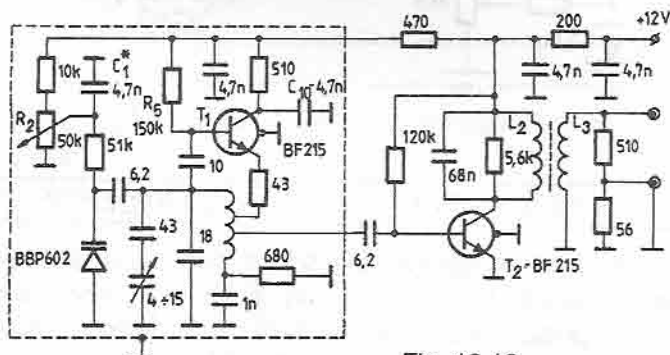 470
200
+12V
10k
C1*
4,7n
4,7n
510
4,7n
4,7n
C10-4,7n
R5
150k
T1
BF215
R2
50k
51k
10
43
120k
L2
L3
5,6k
68n
510
56
6,2
43
18
BBP602
4÷15
680
1n
6,2
T2-BF215